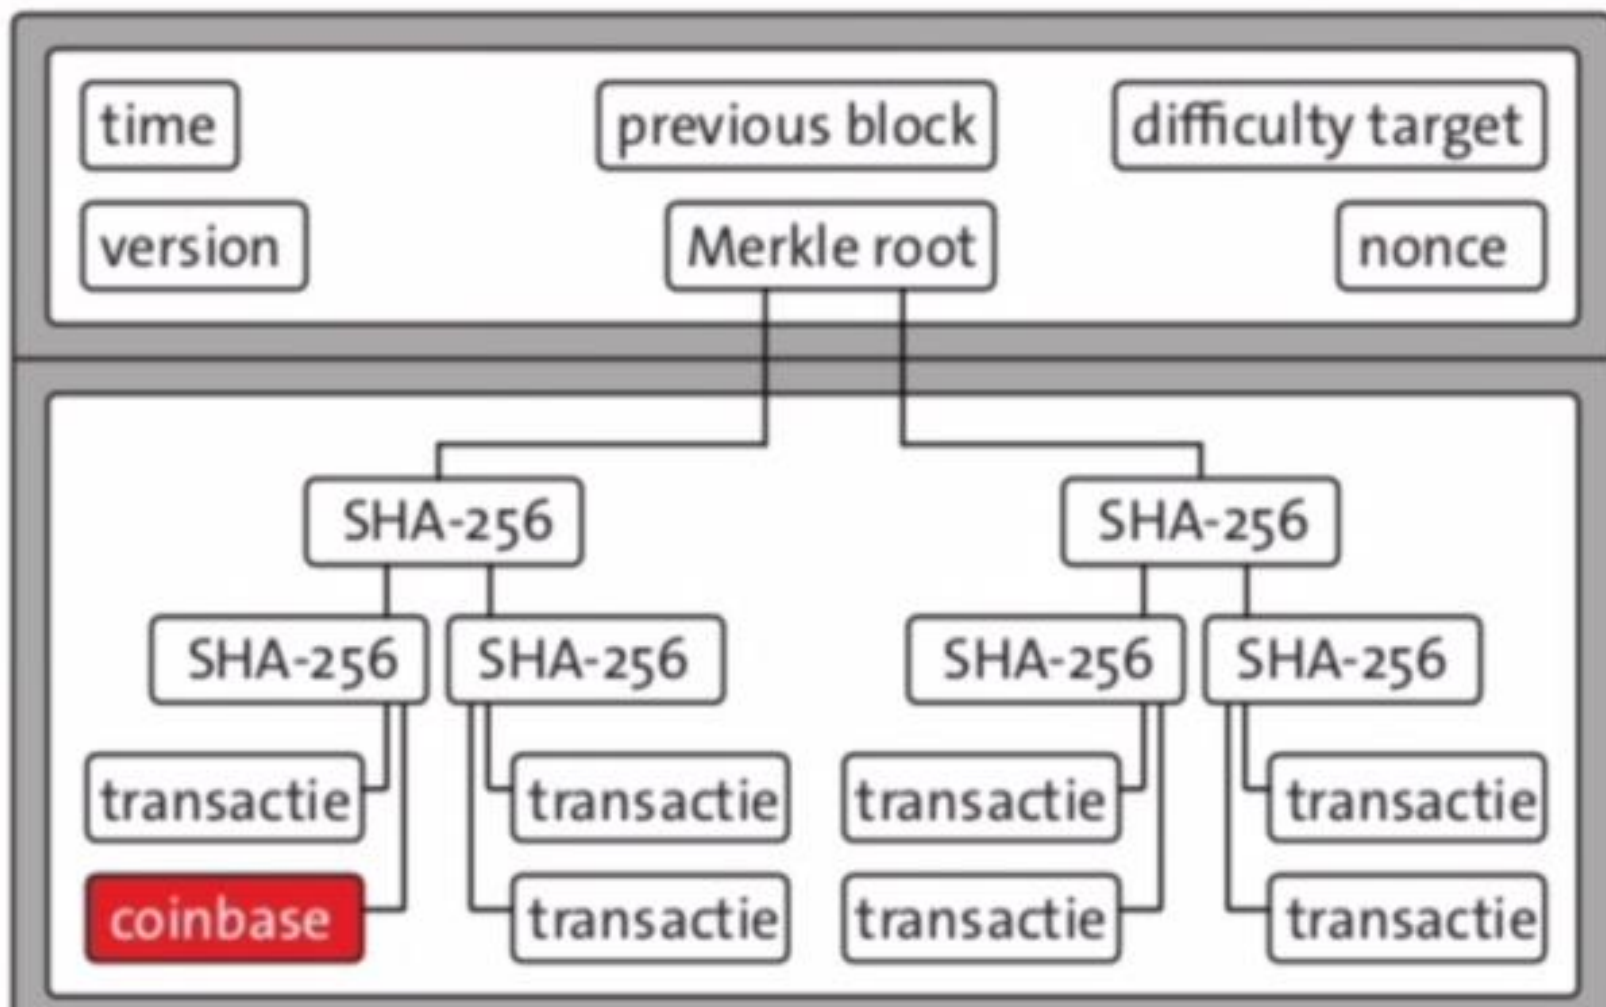 time previous block difficulty target
version Merkle root nonce
SHA-256 SHA-256
SHA-256 SHA-256 SHA-256 SHA-256
transactie transactie transactie transactie
coinbase transactie transactie transactie